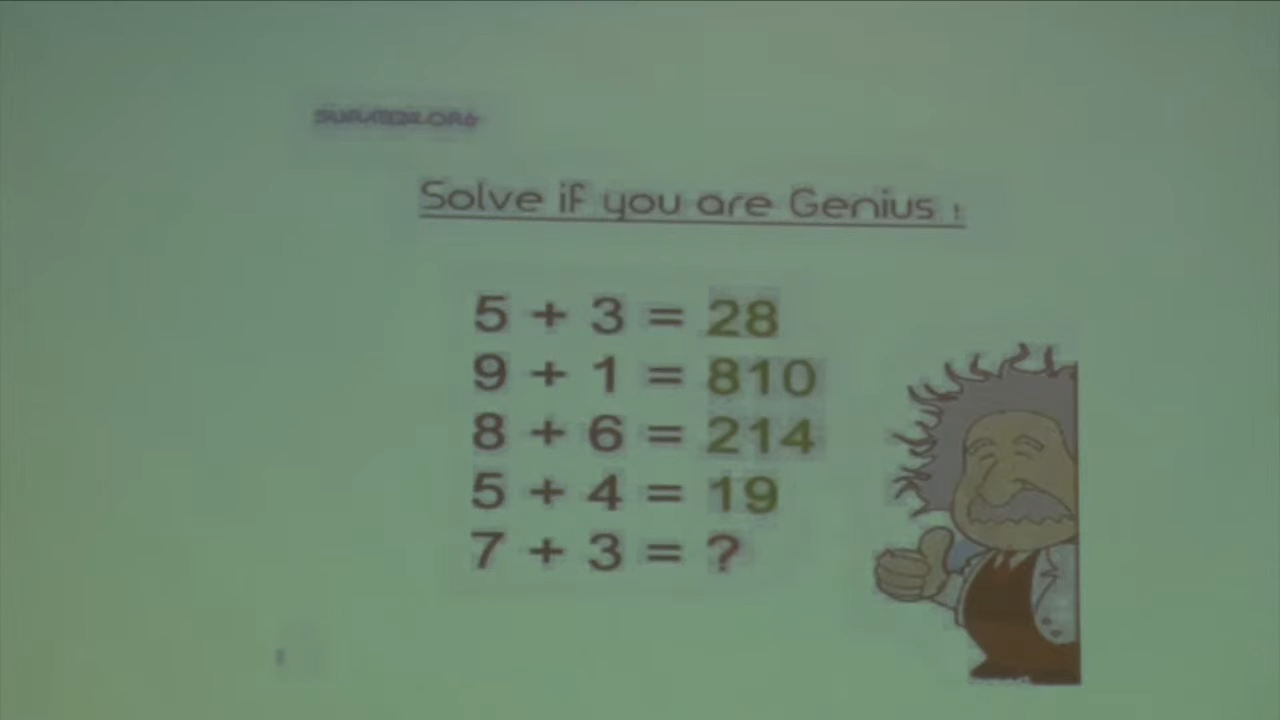 Solve if you are Genius !
5 + 3 = 28
9 + 1 = 810
8 + 6 = 214
5 + 4 = 19
7 + 3 = ?